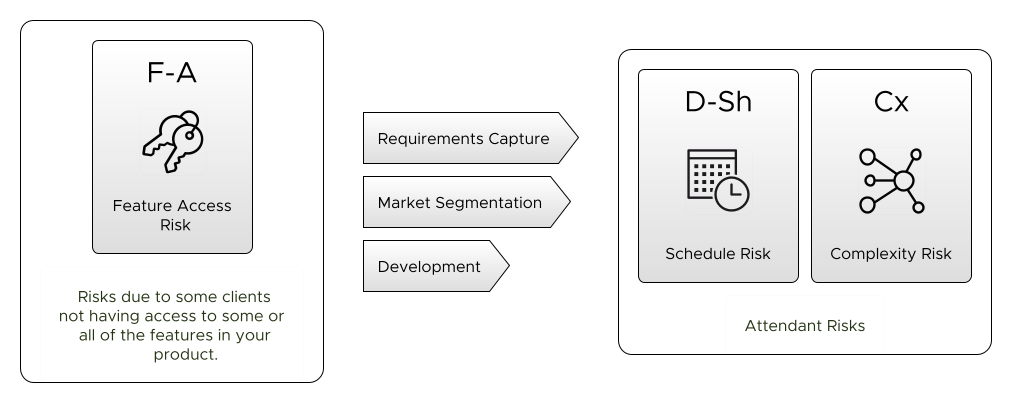 F-A
Feature Access
Risk
Risks due to some clients
not having access to some or
all of the features in your
product.
Requirements Capture
Market Segmentation
Development
D-Sh
Schedule Risk
Cx
Complexity Risk
Attendant Risks